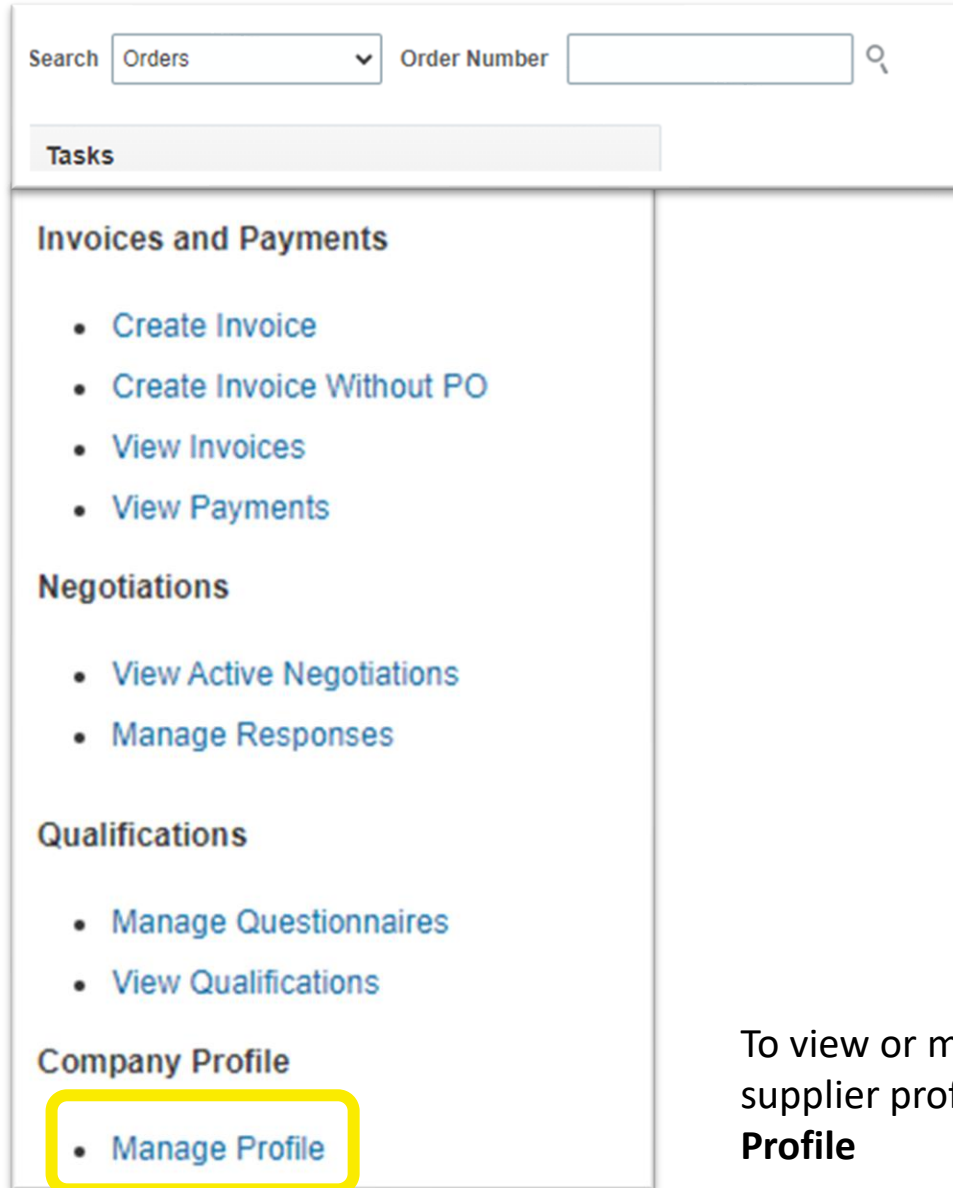 Search Orders Order Number
Tasks
Invoices and Payments
• Create Invoice
• Create Invoice Without PO
• View Invoices
• View Payments
Negotiations
• View Active Negotiations
• Manage Responses
Qualifications
• Manage Questionnaires
• View Qualifications
Company Profile
• Manage Profile
To view or
supplier
Profile